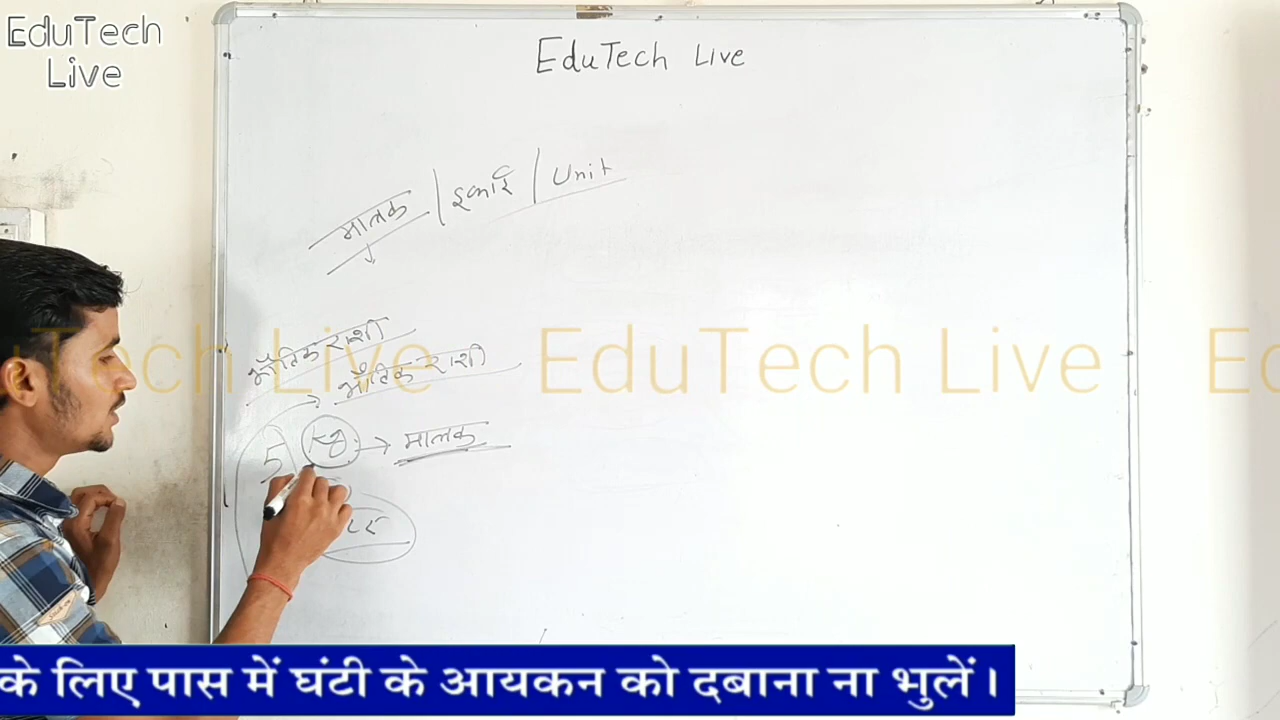 EduTech
Live
EduTech Live
मात्रक | इकाई | Unit
भौतिक राशी
भौतिक राशी
5 kg → मात्रक
EduTech Live
के लिए पास में घंटी के आयकन को दबाना ना भुलें।